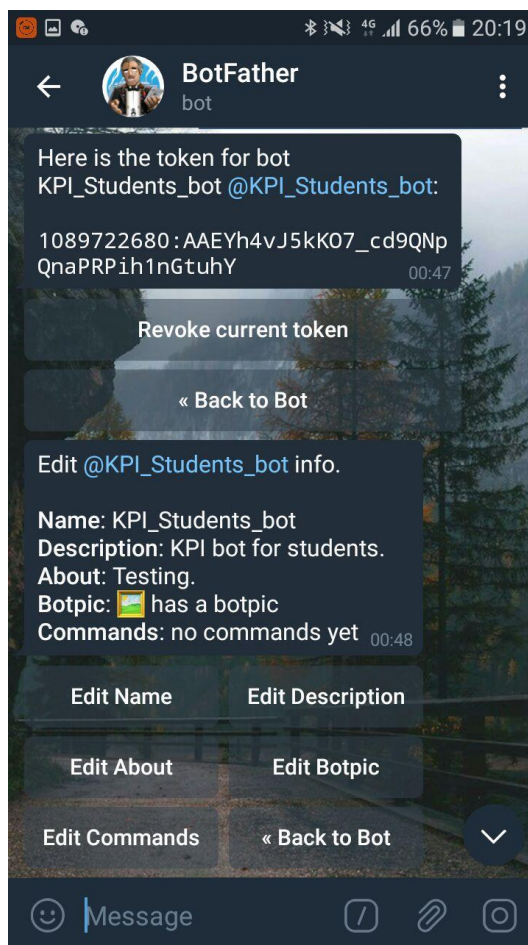 4G 66% 20:19
BotFather
bot
Here is the token for bot
KPI_Students_bot @KPI_Students_bot:
1089722680:AAEYh4vJ5kKO7_cd9QNp
QnaPRPih1nGtuhY 00:47
Revoke current token
« Back to Bot
Edit @KPI_Students_bot info.
Name: KPI_Students_bot
Description: KPI bot for students.
About: Testing.
Botpic: has a botpic
Commands: no commands yet 00:48
Edit Name Edit Description
Edit About Edit Botpic
Edit Commands « Back to Bot
Message